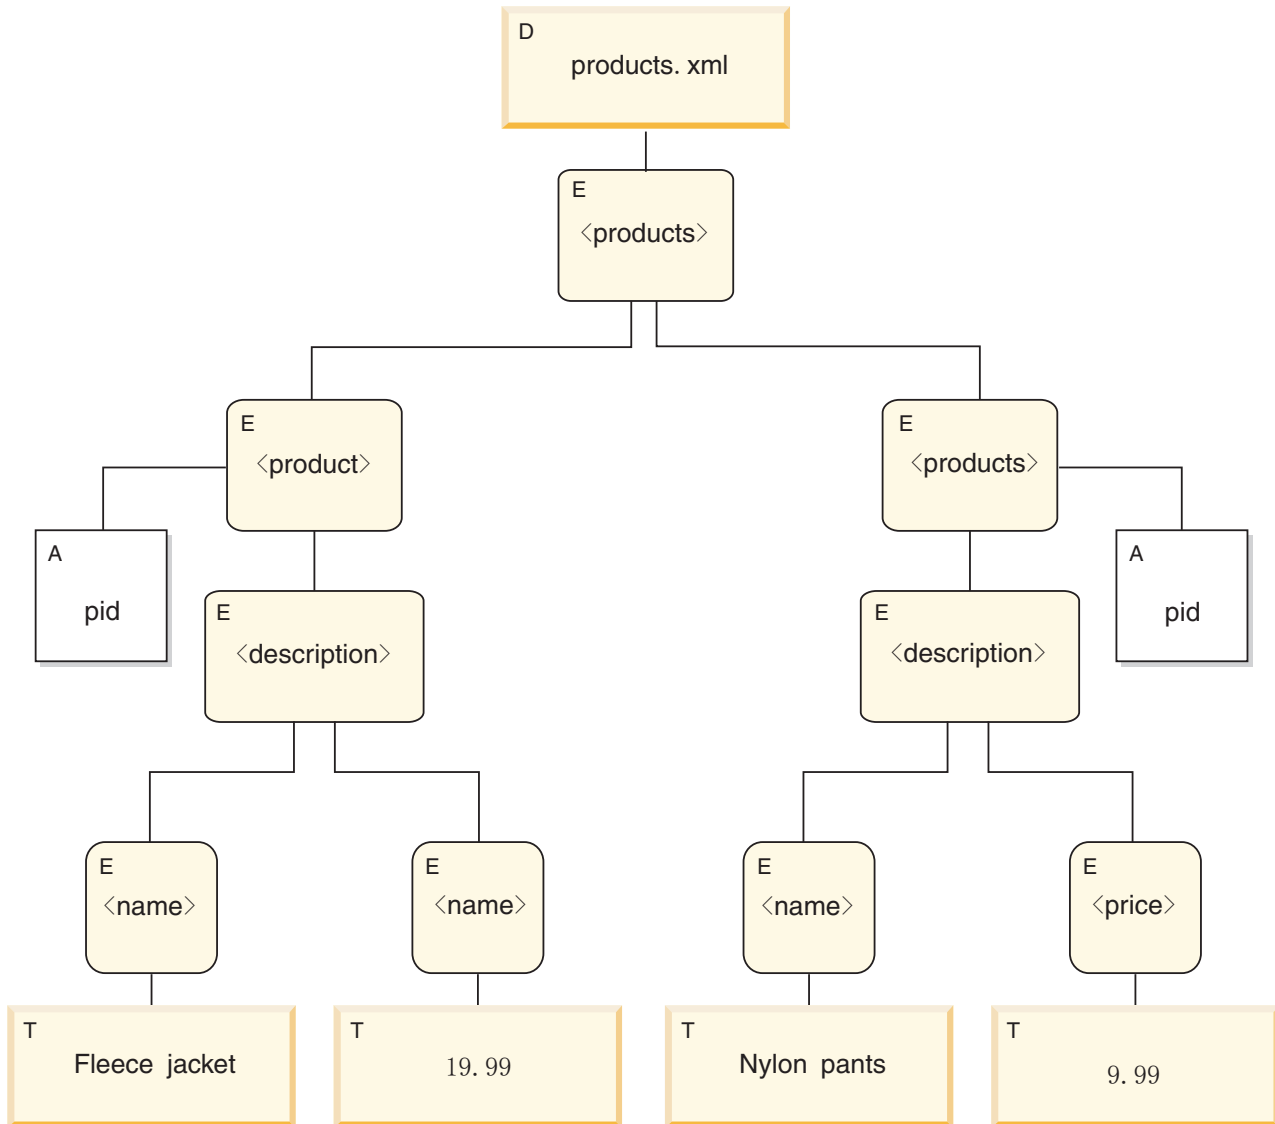 D
products. xml
E
<products>
E
<product>
E
<products>
A
pid
A
pid
E
<description>
E
<description>
E
<name>
E
<name>
E
<name>
E
<price>
T
Fleece jacket
T
19.99
T
Nylon pants
T
9.99